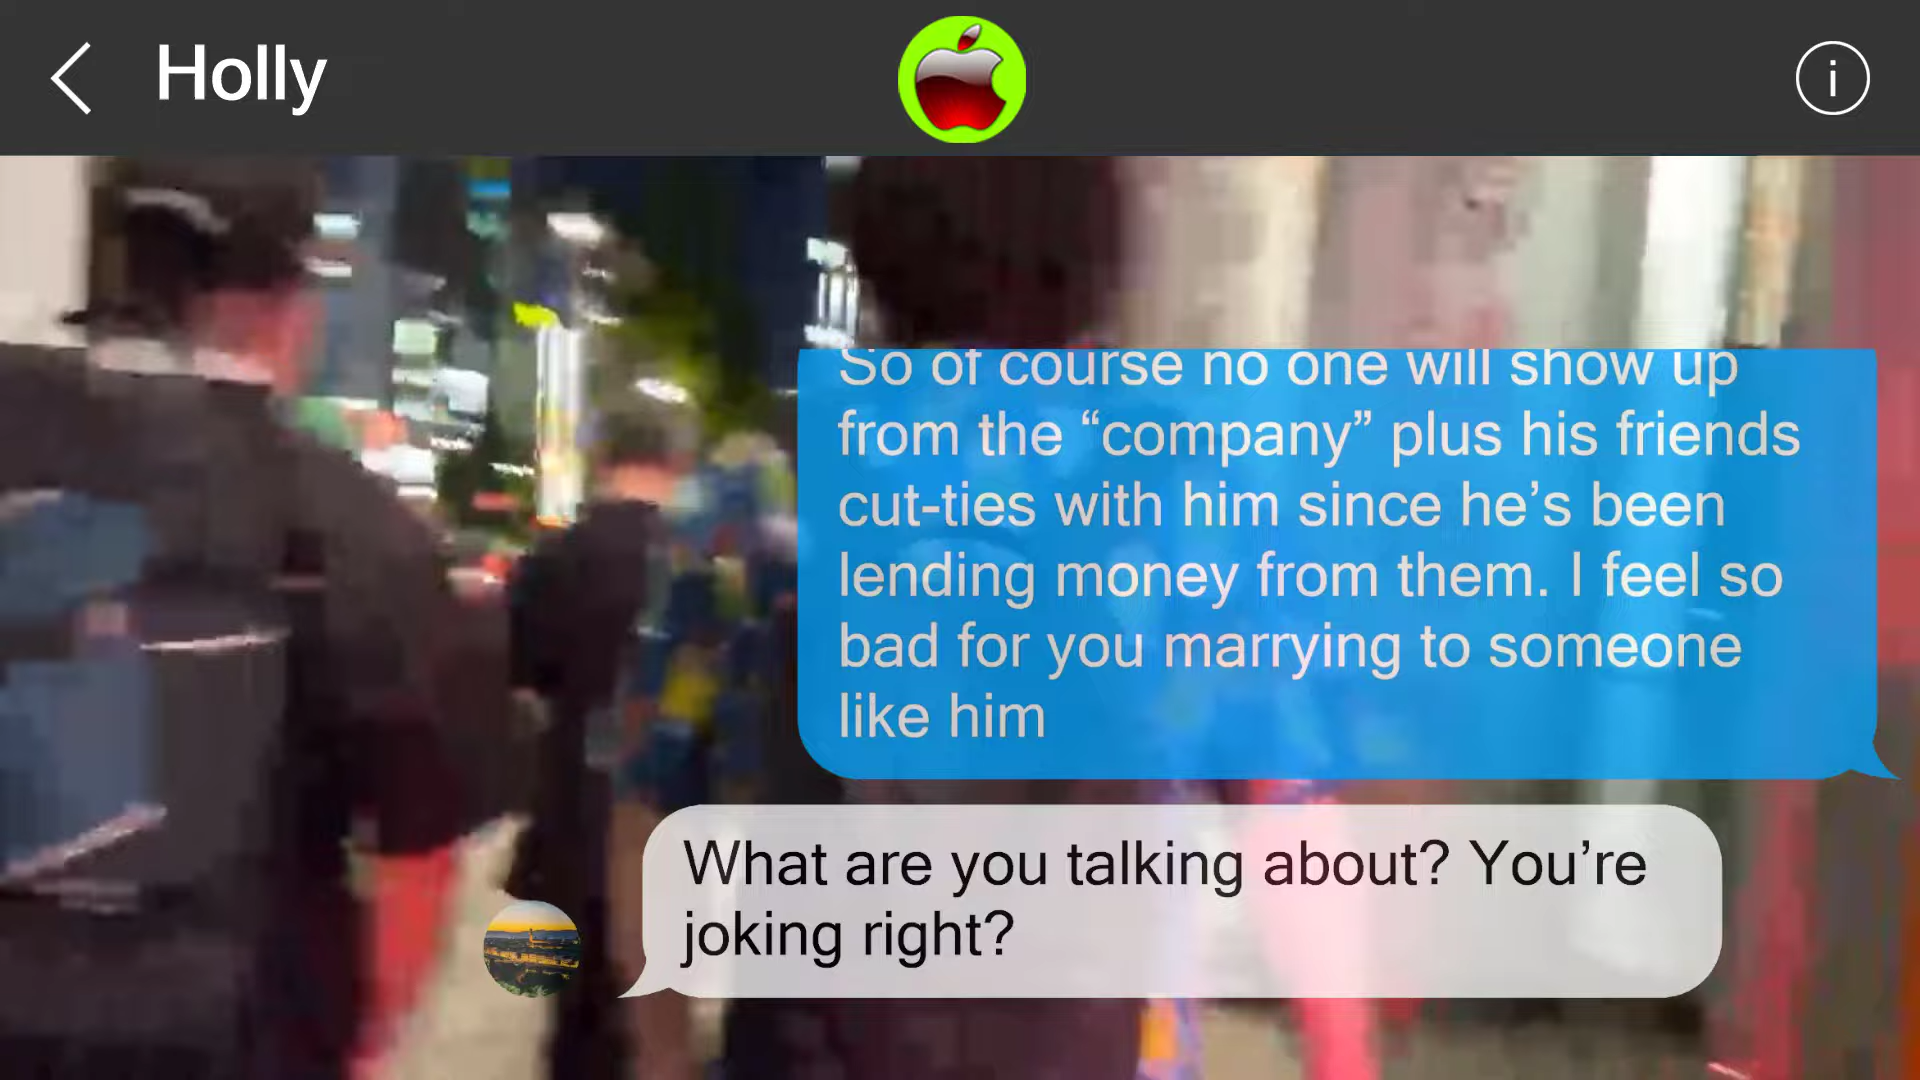 Holly
i
So of course no one will show up
from the “company” plus his friends
cut-ties with him since he’s been
lending money from them. I feel so
bad for you marrying to someone
like him
What are you talking about? You’re
joking right?